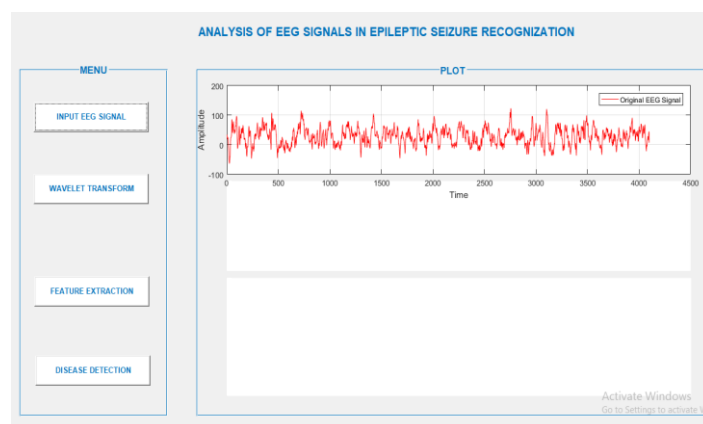 ANALYSIS OF EEG SIGNALS IN EPILEPTIC SEIZURE RECOGNIZATION
MENU
INPUT EEG SIGNAL
WAVELET TRANSFORM
FEATURE EXTRACTION
DISEASE DETECTION
PLOT
Original EEG Signal
Amplitude
200
100
0
-100
0 500 1000 1500 2000 2500 3000 3500 4000 4500
Time
Activate Windows
Go to Settings to activate W